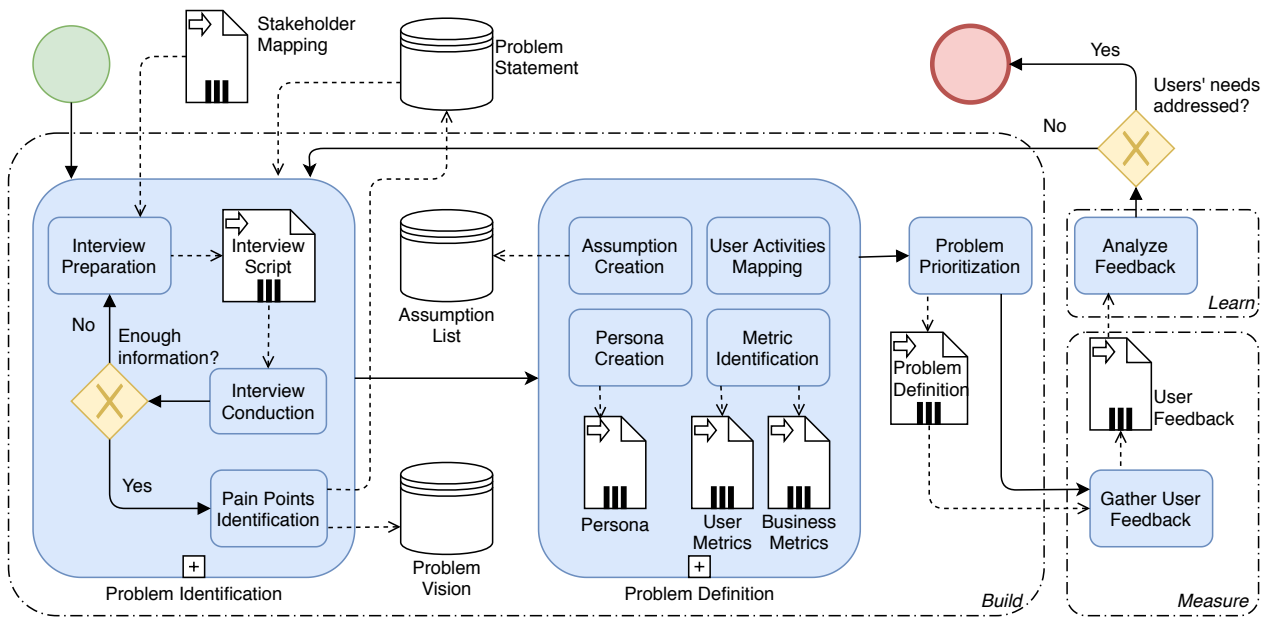 Stakeholder
Mapping
Problem
Statement
Yes
Users' needs
addressed?
No
Interview
Preparation
Interview
Script
No
Enough
information?
Interview
Conduction
Yes
Pain Points
Identification
Problem Identification
Assumption
List
Problem
Vision
Assumption
Creation
User Activities
Mapping
Persona
Creation
Metric
Identification
Persona
User
Metrics
Business
Metrics
Problem Definition
Problem
Prioritization
Problem
Definition
Build
Analyze
Feedback
Learn
User
Feedback
Gather User
Feedback
Measure